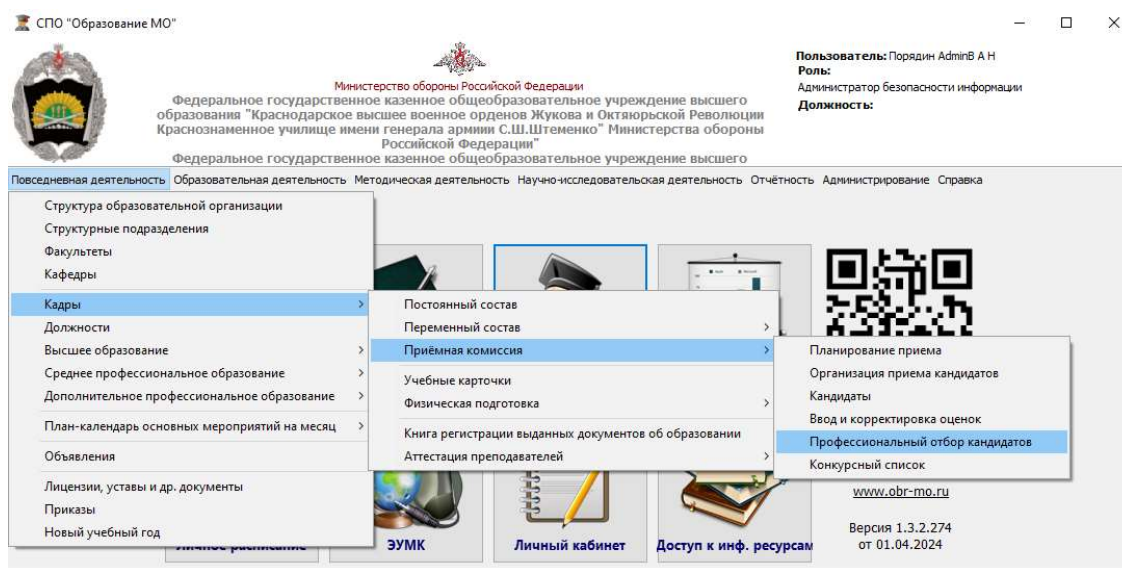 СПО "Образование МО"
Министерство обороны Российской Федерации
Федеральное государственное казенное общеобразовательное учреждение высшего
образования "Краснодарское высшее военное орденов Жукова и Октяюрьской Революции
Краснознаменное училище имени генерала армиии С.Ш.Штеменко" Министерства обороны
Российской Федерации"
Федеральное государственное казенное общеобразовательное учреждение высшего
Пользователь: Порядин AdminB А Н
Роль:
Администратор безопасности информации
Должность:
Повседневная деятельность Образовательная деятельность Методическая деятельность Научно-исследовательская деятельность Отчётность Администрирование Справка
Структура образовательной организации
Структурные подразделения
Факультеты
Кафедры
Кадры
Должности
Высшее образование
Среднее профессиональное образование
Дополнительное профессиональное образование
План-календарь основных мероприятий на месяц
Объявления
Лицензии, уставы и др. документы
Приказы
Новый учебный год
Постоянный состав
Переменный состав
Приёмная комиссия
Учебные карточки
Физическая подготовка
Книга регистрации выданных документов об образовании
Аттестация преподавателей
Планирование приема
Организация приема кандидатов
Кандидаты
Ввод и корректировка оценок
Профессиональный отбор кандидатов
Конкурсный список
www.obr-mo.ru
Версия 1.3.2.274
от 01.04.2024
Личное расписание ЭУМК Личный кабинет Доступ к инф. ресурсам